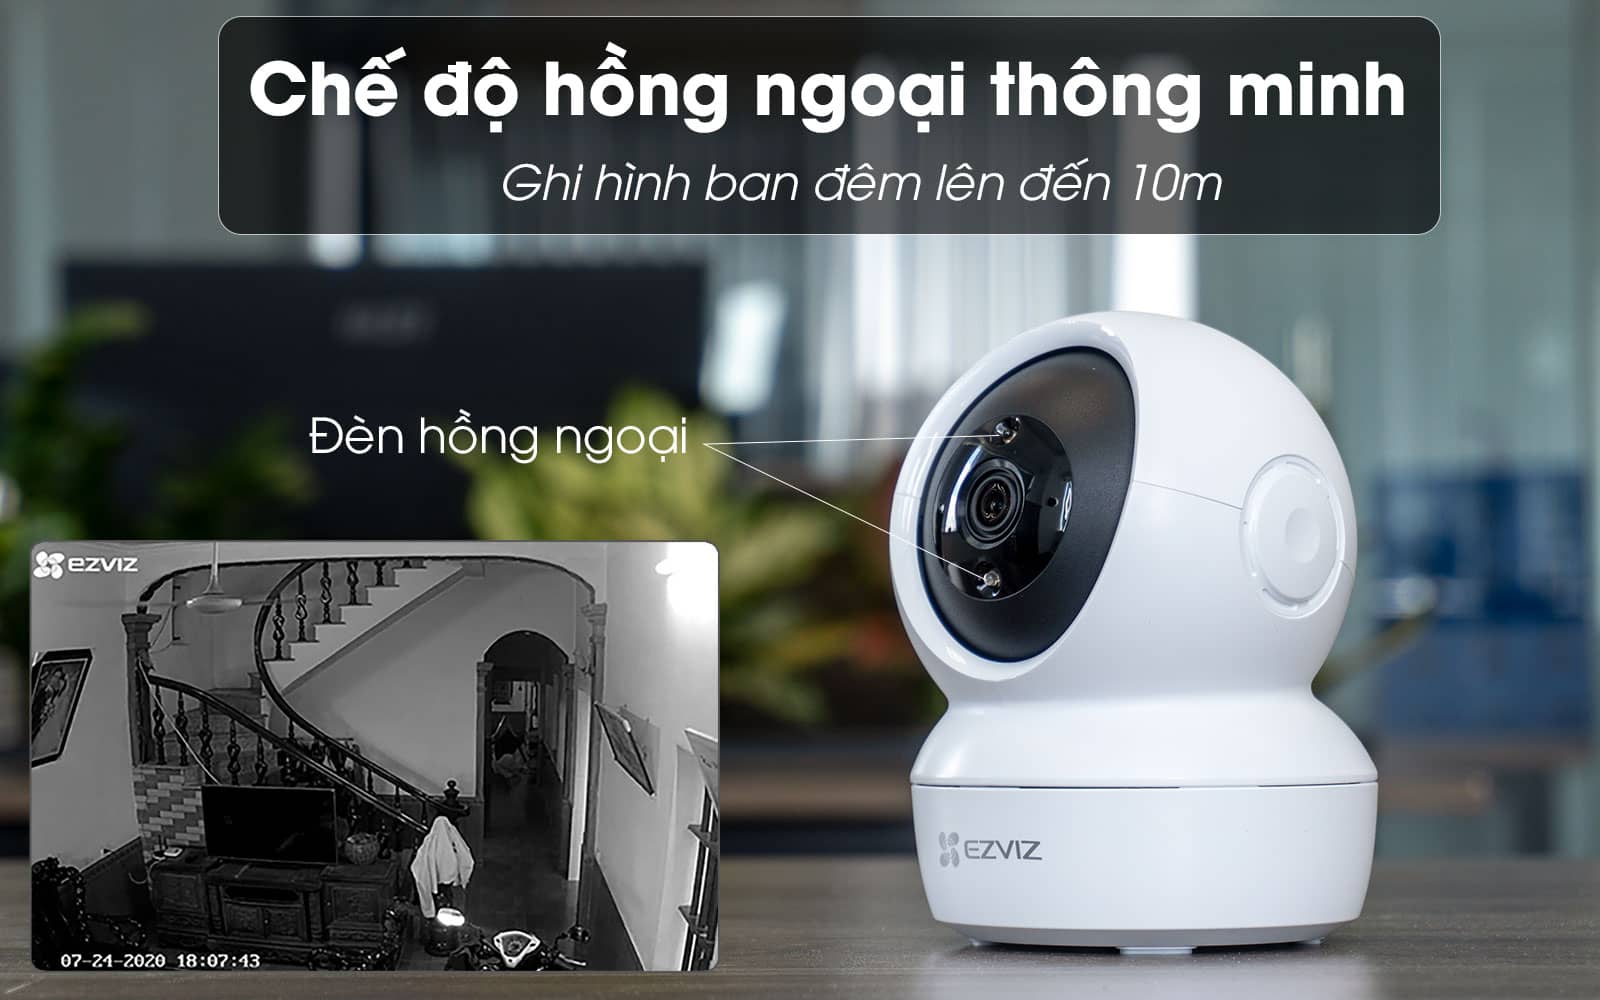 Chế độ hồng ngoại thông minh
Ghi hình ban đêm lên đến 10m
Đèn hồng ngoại
EZVIZ
07-24-2020 18:07:43
EZVIZ